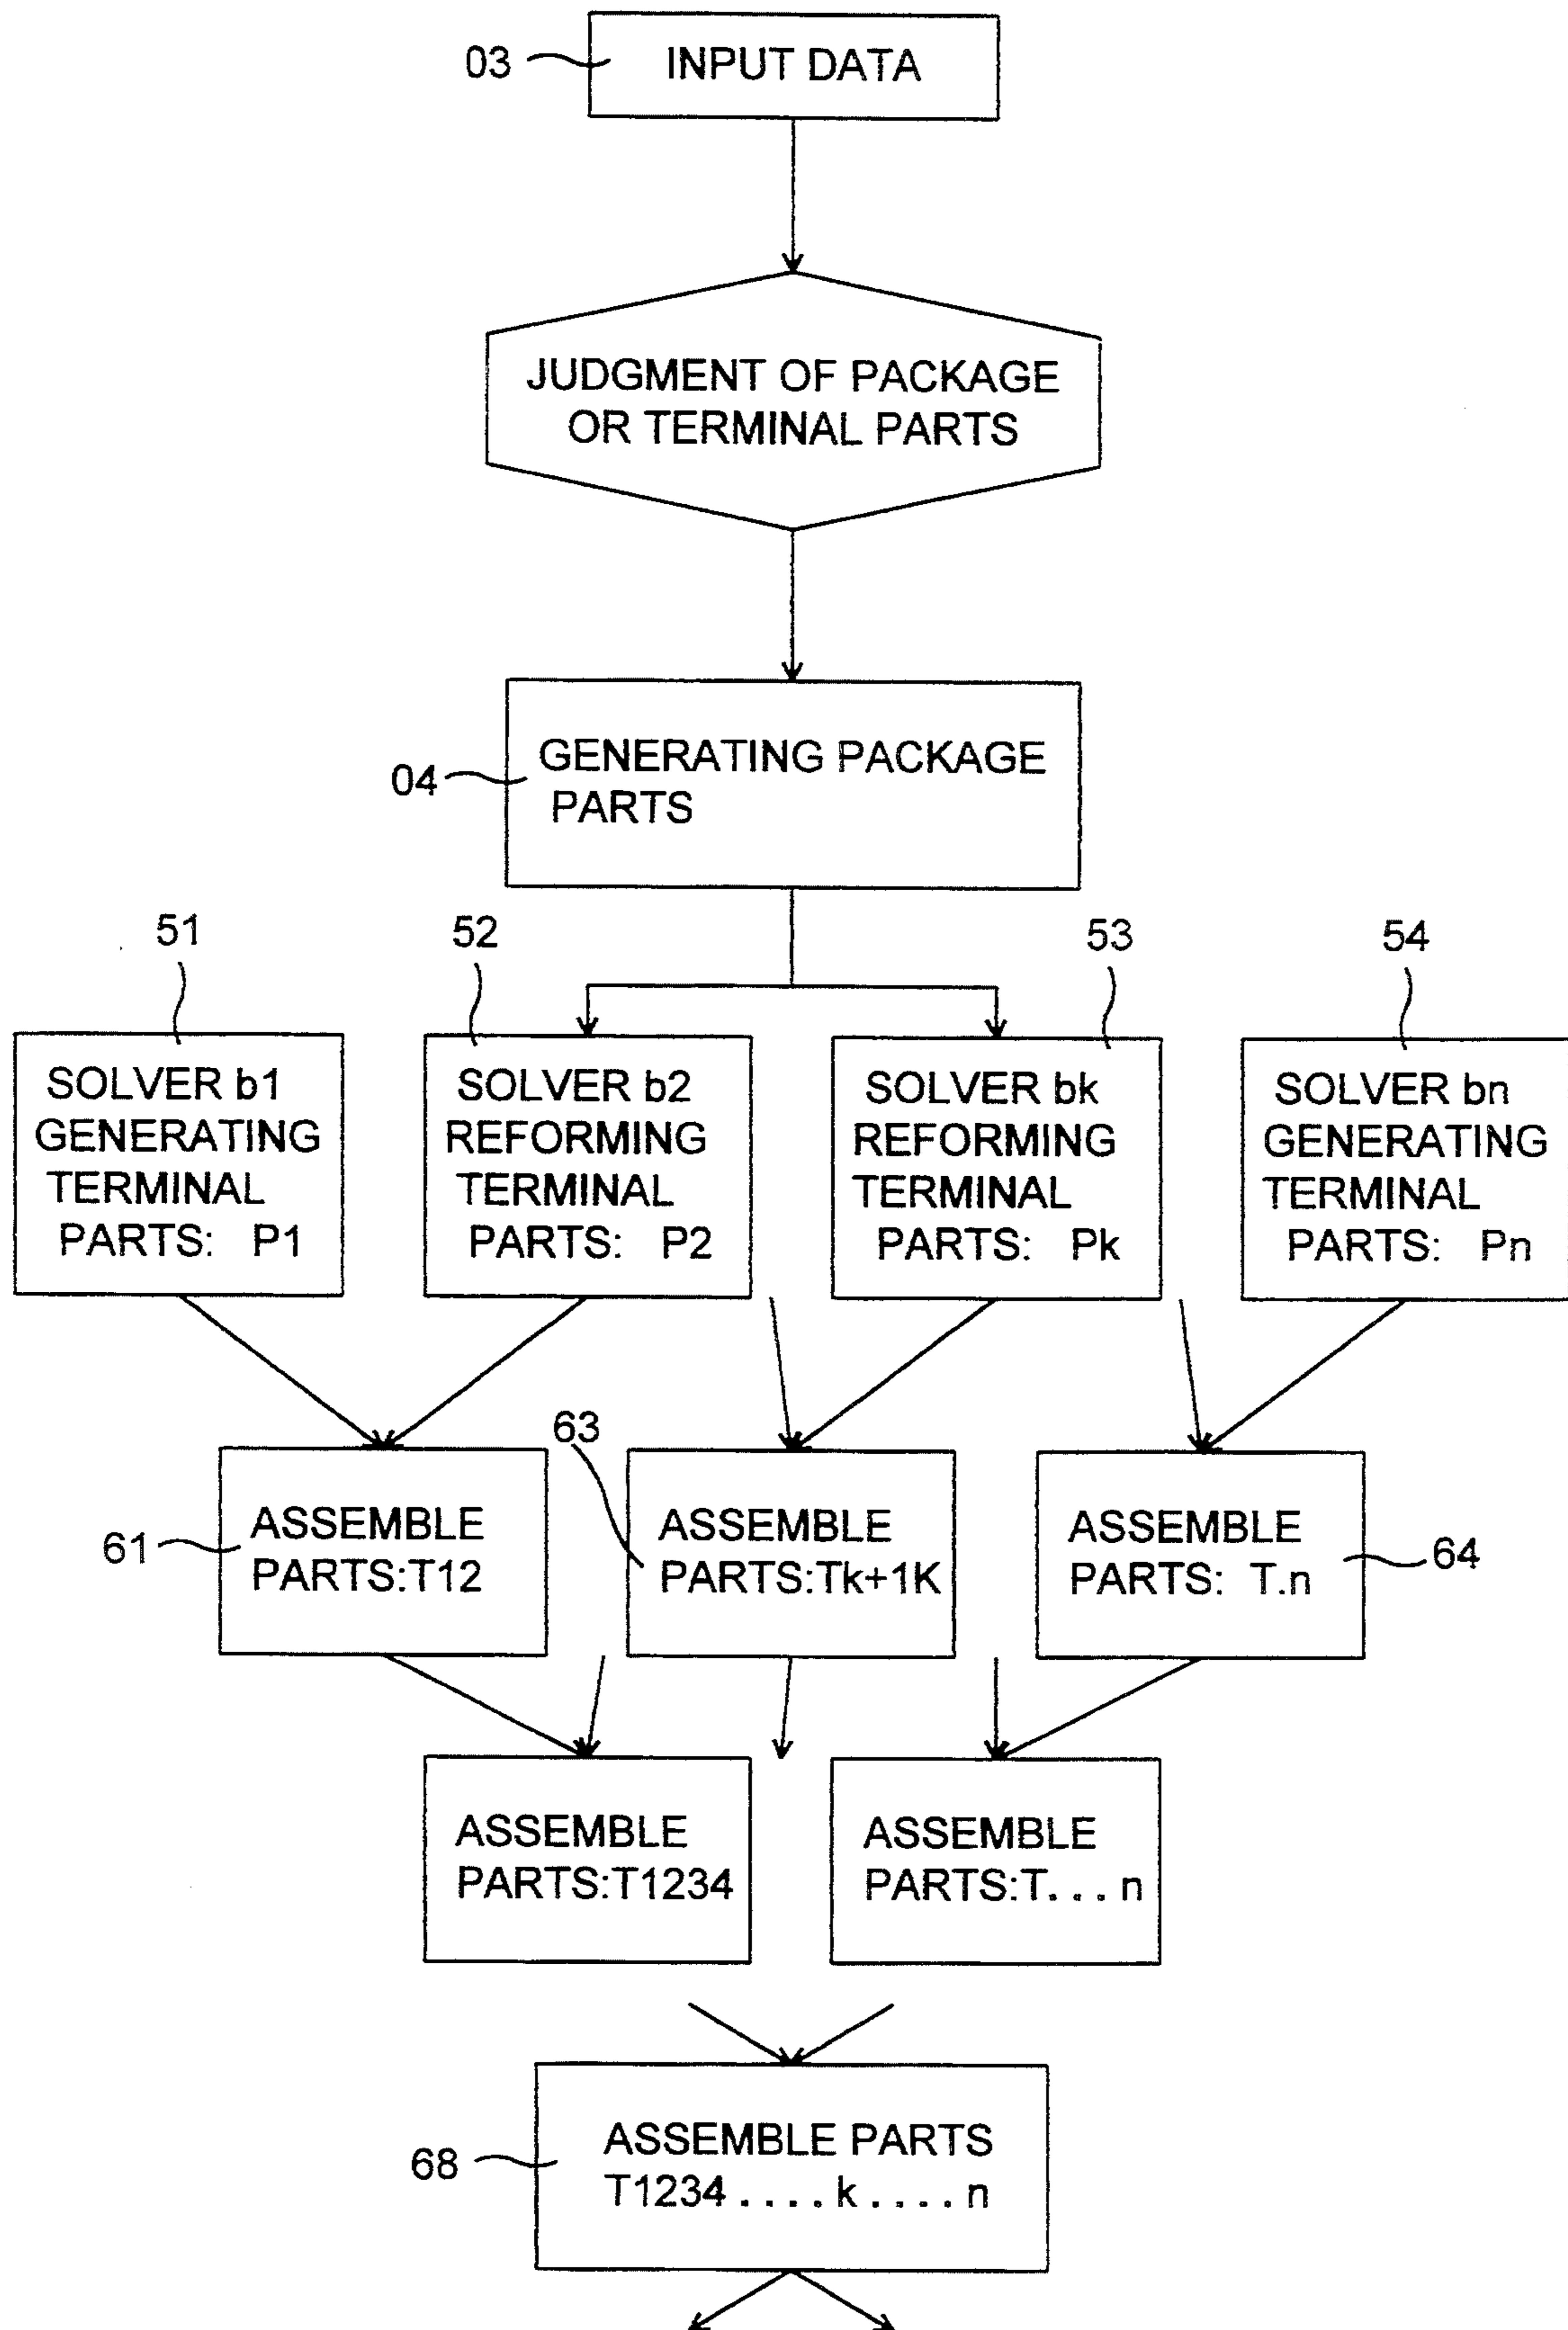 03
INPUT DATA
JUDGMENT OF PACKAGE
OR TERMINAL PARTS
04
GENERATING PACKAGE
PARTS
51
52
53
54
SOLVER b1
GENERATING
TERMINAL
PARTS: P1
SOLVER b2
REFORMING
TERMINAL
PARTS: P2
SOLVER bk
REFORMING
TERMINAL
PARTS: Pk
SOLVER bn
GENERATING
TERMINAL
PARTS: Pn
61
ASSEMBLE
PARTS:T12
63
ASSEMBLE
PARTS:Tk+1K
ASSEMBLE
PARTS: T.n
64
ASSEMBLE
PARTS:T1234
ASSEMBLE
PARTS:T...n
68
ASSEMBLE PARTS
T1234....k....n